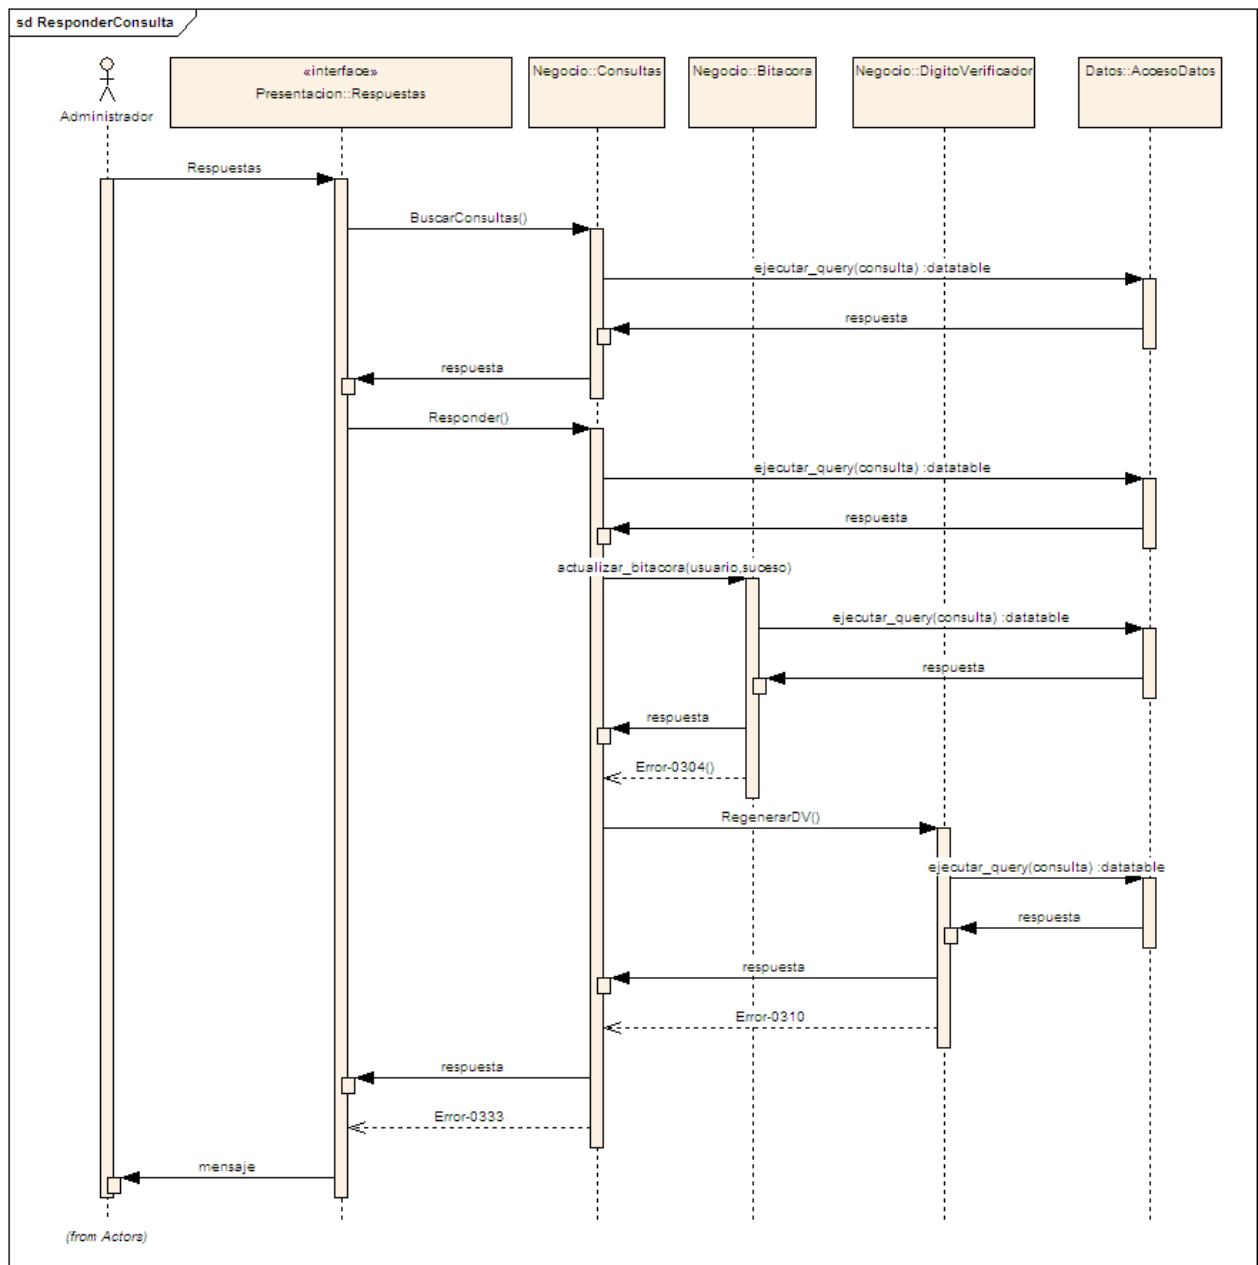 sd ResponderConsulta
Administrador
«interface»
Presentacion::Respuestas
Negocio::Consultas
Negocio::Bitacora
Negocio::DigitoVerificador
Datos::AccesoDatos
Respuestas
BuscarConsultas()
ejecutar_query(consulta) :datatable
respuesta
respuesta
Responder()
ejecutar_query(consulta) :datatable
respuesta
actualizar_bitacora(usuario,suceso)
ejecutar_query(consulta) :datatable
respuesta
respuesta
Error-0304()
RegenerarDV()
ejecutar_query(consulta) :datatable
respuesta
respuesta
Error-0310
respuesta
Error-0333
mensaje
(from Actors)